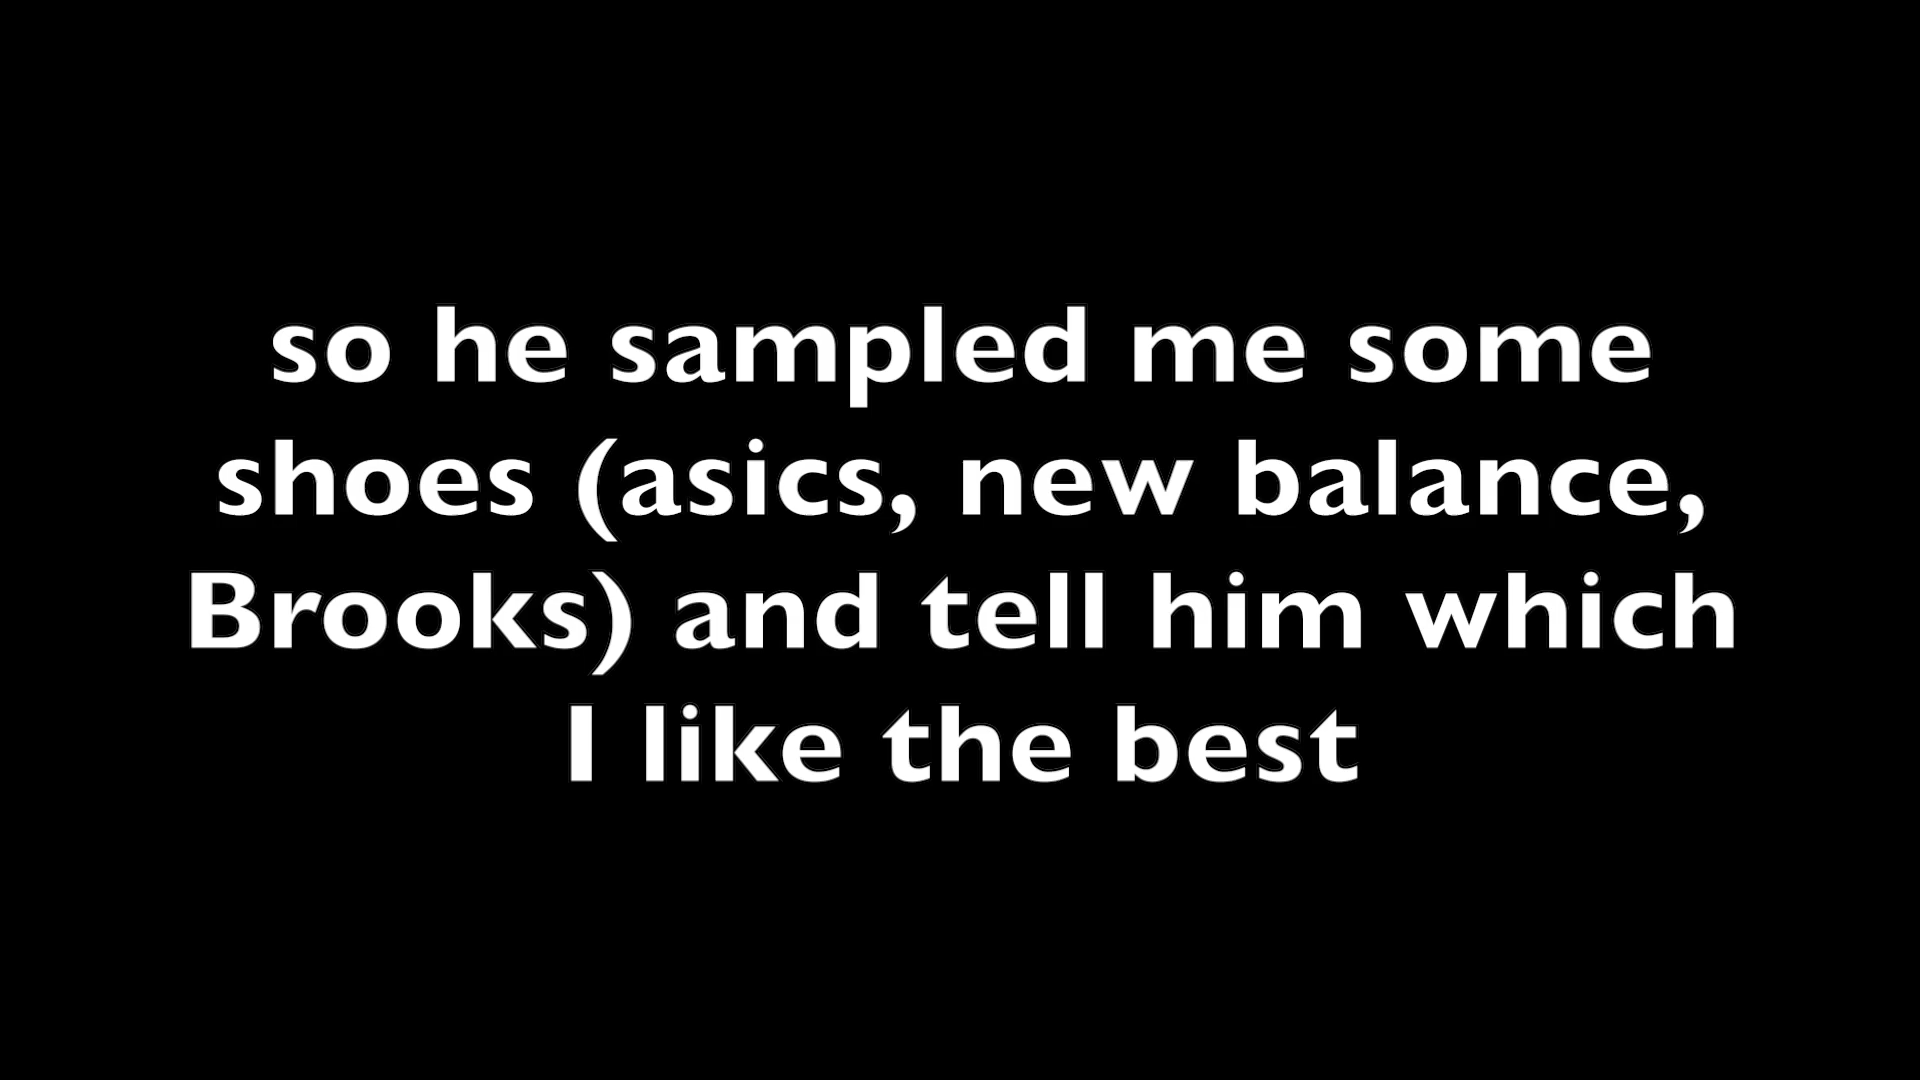 so he sampled me some
shoes (asics, new balance,
Brooks) and tell him which
I like the best